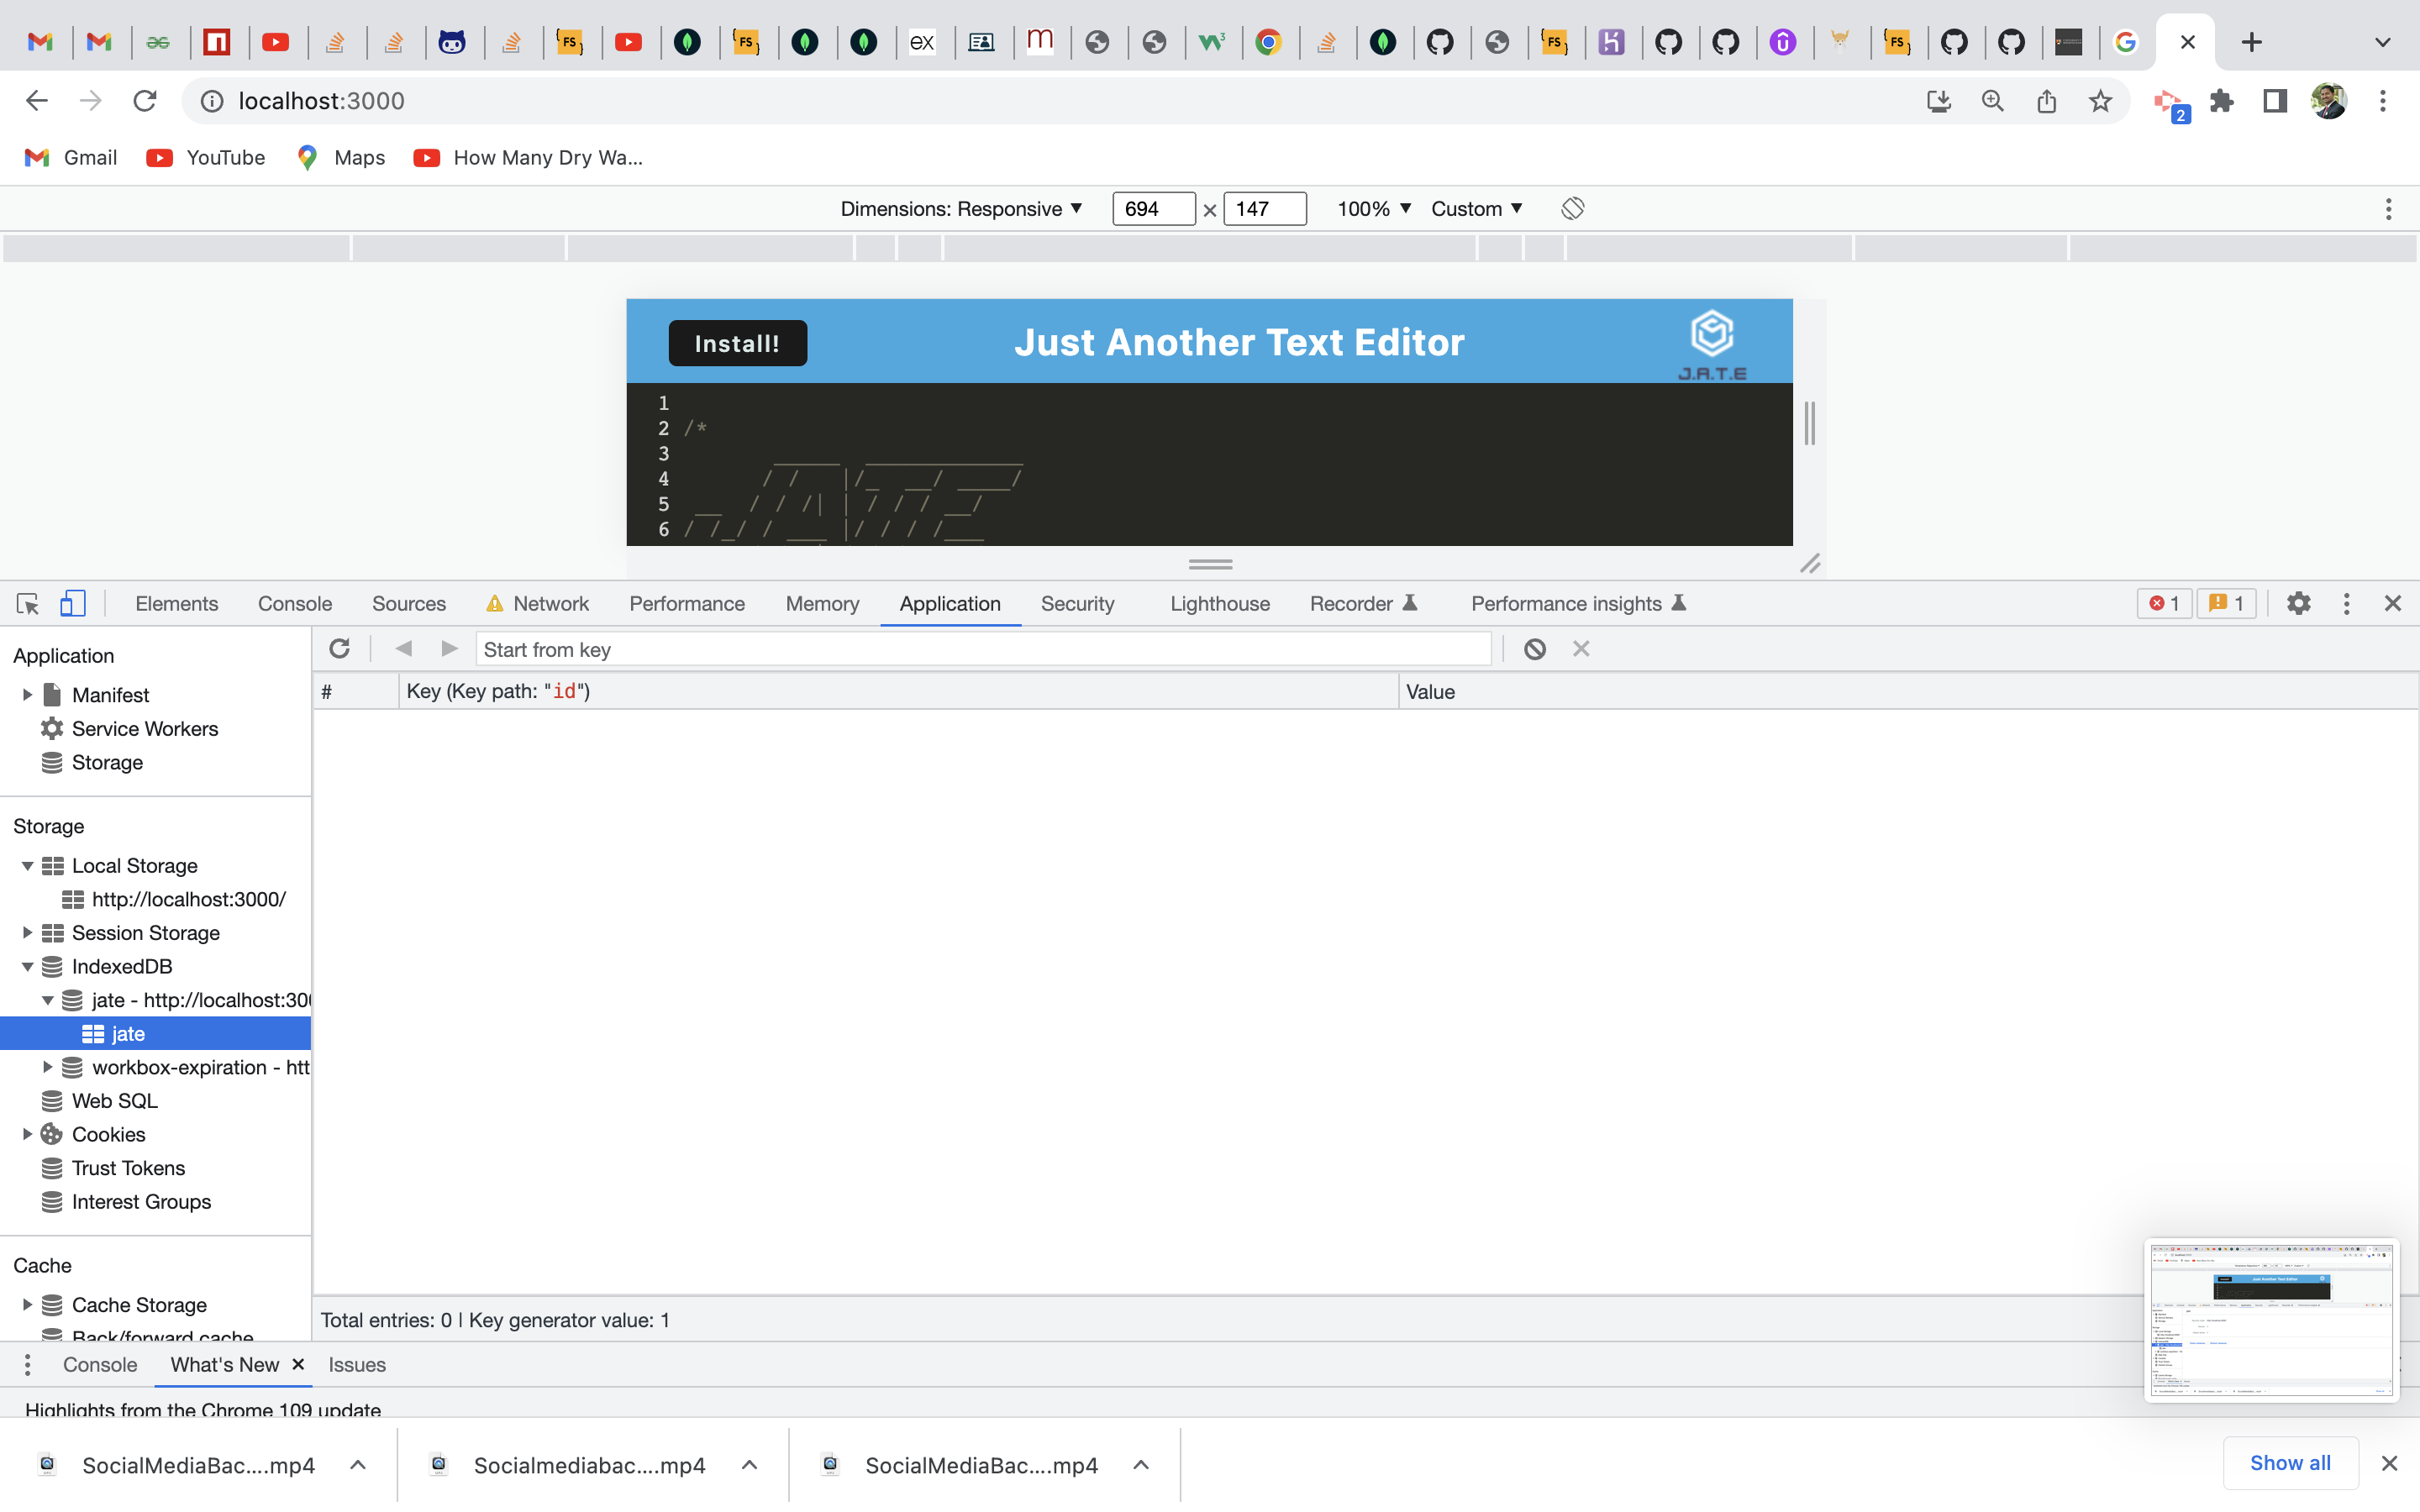 localhost:3000
2
Gmail YouTube Maps How Many Dry Wa...
Dimensions: Responsive 694 × 147 100% Custom
Install! Just Another Text Editor
J.A.T.E
1
2 /*
3
4
5
6
Elements Console Sources Network Performance Memory Application Security Lighthouse Recorder Performance insights 1 1
Application
Manifest
Service Workers
Storage
Storage
Local Storage
http://localhost:3000/
Session Storage
IndexedDB
jate - http://localhost:300
jate
workbox-expiration - htt
Web SQL
Cookies
Trust Tokens
Interest Groups
Cache
Cache Storage
Back/forward cache
Start from key
# Key (Key path: "id") Value
Total entries: 0 | Key generator value: 1
Console What's New Issues
Highlights from the Chrome 109 update
SocialMediaBac....mp4 Socialmediabac....mp4 SocialMediaBac....mp4 Show all